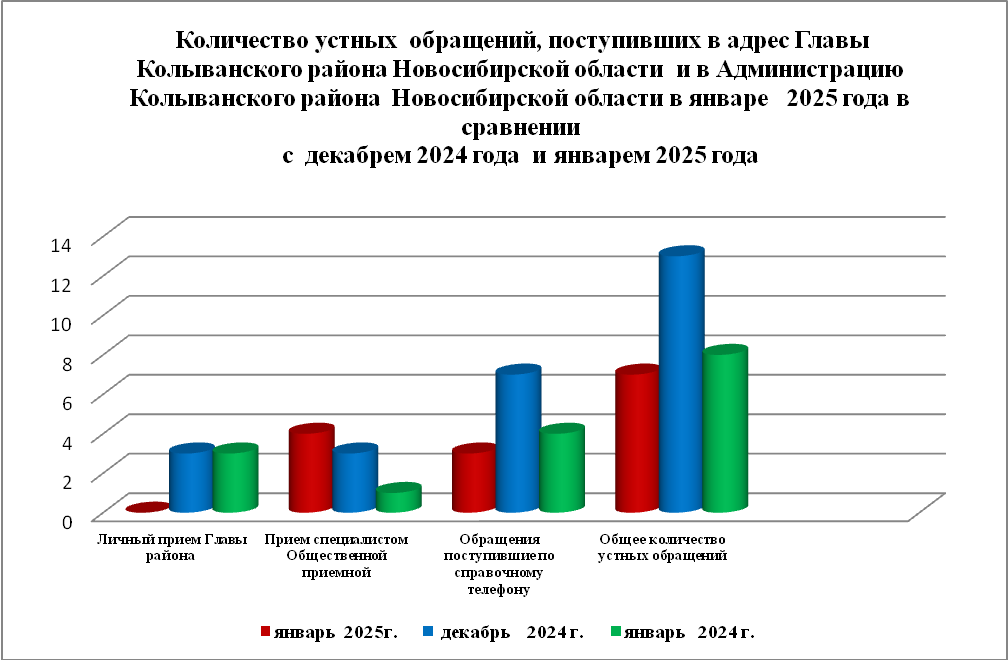 Количество устных обращений, поступивших в адрес Главы
Колыванского района Новосибирской области и в Администрацию
Колыванского района Новосибирской области в январе 2025 года в
сравнении
с декабрем 2024 года и январем 2025 года
14
12
10
8
6
4
2
0
Личный прием Главы
района
Прием специалистом
Общественной
приемной
Обращения
поступившие по
справочному
телефону
Общее количество
устных обращений
январь 2025г.
декабрь 2024 г.
январь 2024 г.